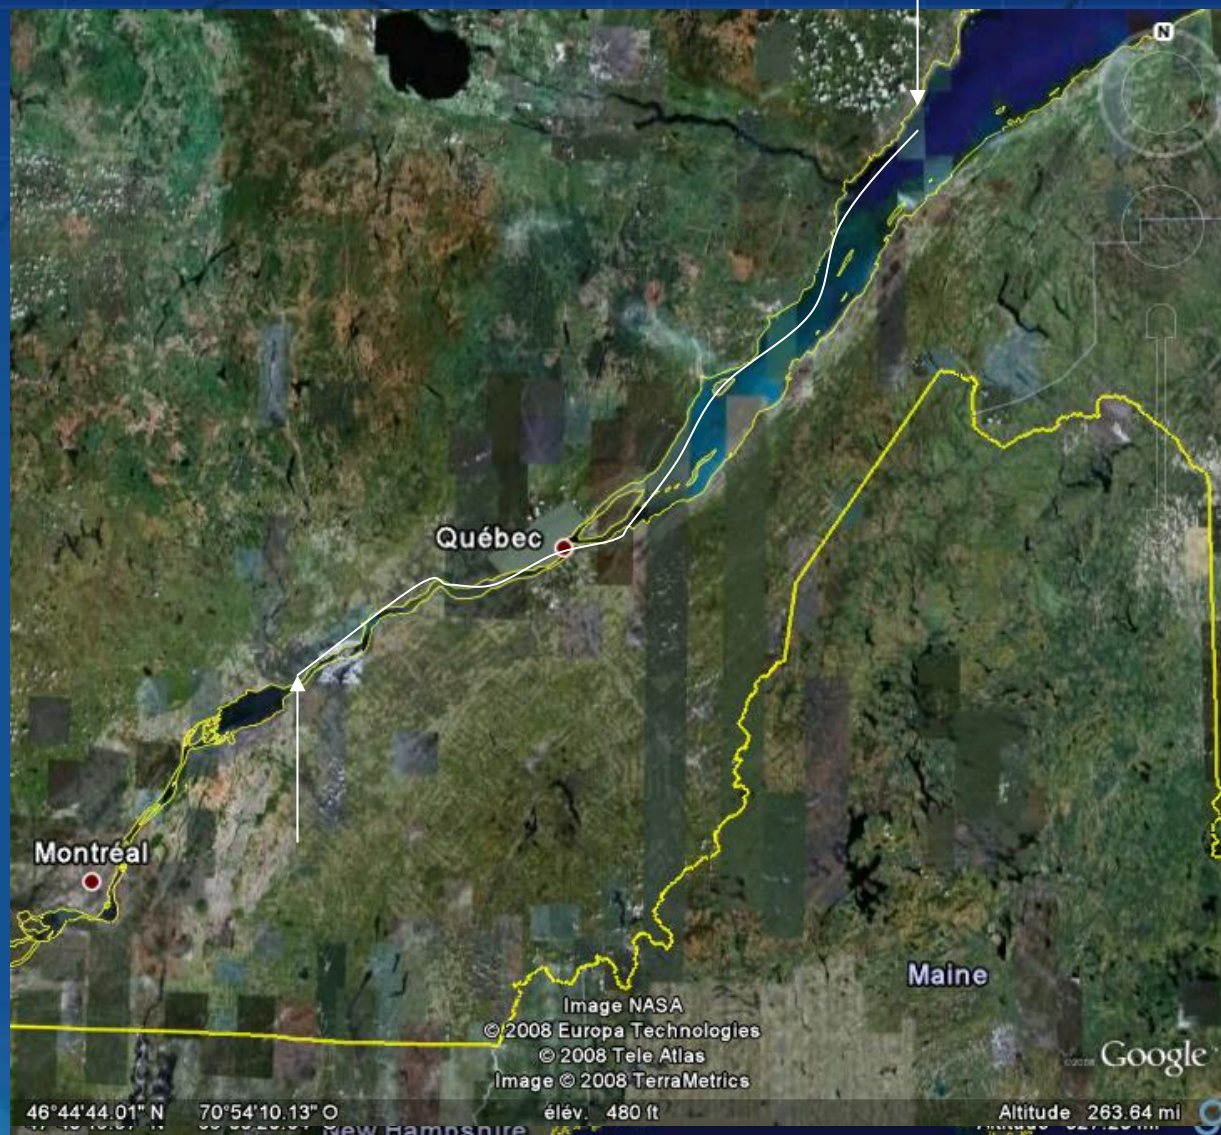 N
Québec
Montréal
Maine
Image NASA
© 2008 Europa Technologies
© 2008 Tele Atlas
Image © 2008 TerraMetrics
©2008 Google
46°44'44.01" N 70°54'10.13" O élév. 480 ft Altitude 263.64 mi
New Hampshire